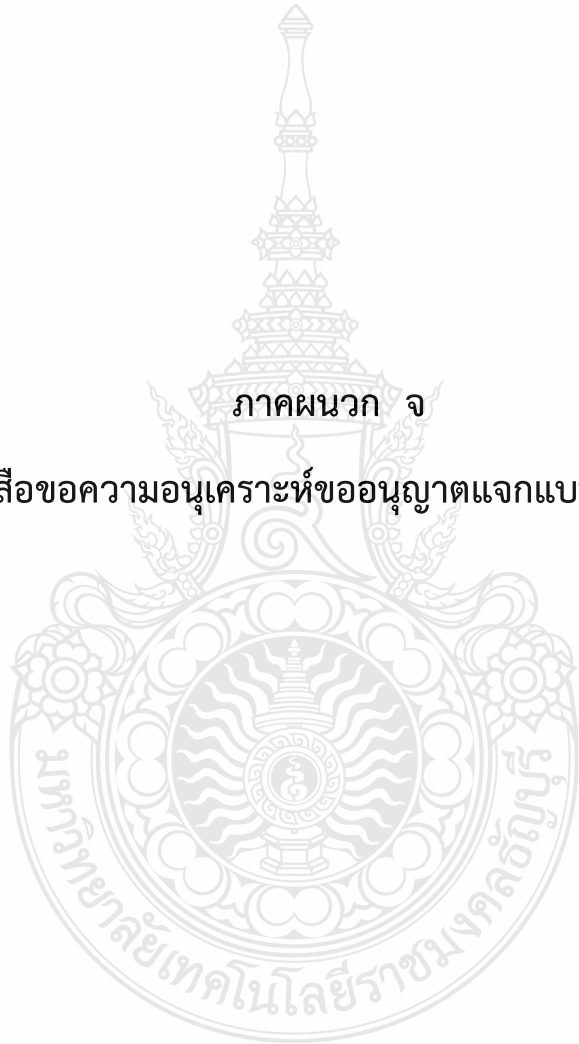 ภาคผนวก จ
สือขอความอนุเคราะห์ขออนุญาตแจกแบ
มหาวิทยาลัยเทคโนโลยีราชมงคลธัญบุรี